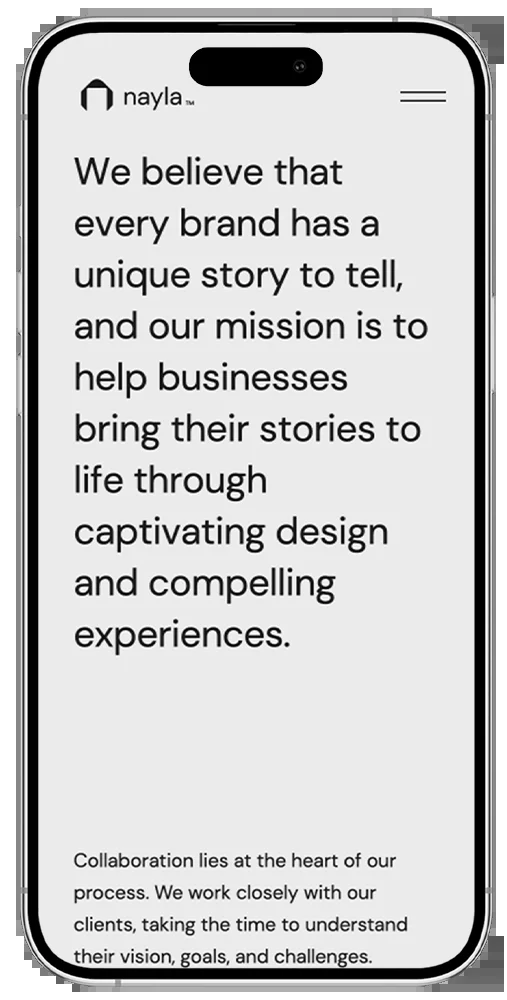 nayla™
We believe that
every brand has a
unique story to tell,
and our mission is to
help businesses
bring their stories to
life through
captivating design
and compelling
experiences.
Collaboration lies at the heart of our
process. We work closely with our
clients, taking the time to understand
their vision, goals, and challenges.